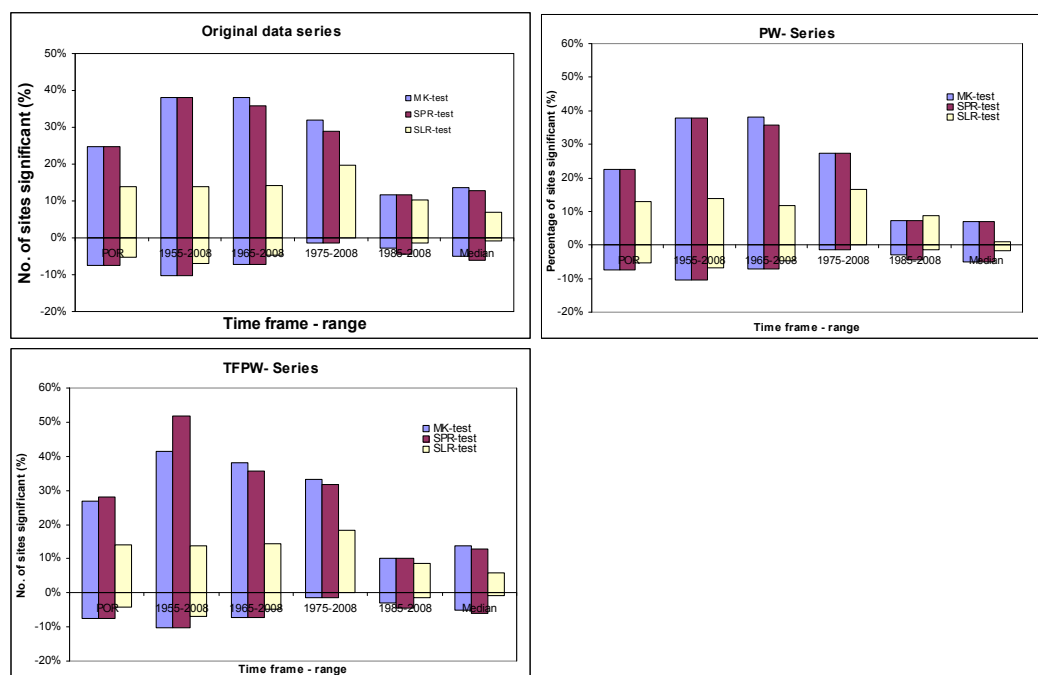 Original data series
50%
40%
30%
20%
10%
0%
-10%
-20%
No. of sites significant (%)
MK-test
SPR-test
SLR-test
POR 1955-2008 1965-2008 1975-2008 1985-2008 Median
Time frame - range
PW- Series
60%
50%
40%
30%
20%
10%
0%
-10%
-20%
Percentage of sites significant (%)
MK-test
SPR-test
SLR-test
POR 1955-2008 1965-2008 1975-2008 1985-2008 Median
Time frame - range
TFPW- Series
60%
50%
40%
30%
20%
10%
0%
-10%
-20%
No. of sites significant (%)
MK-test
SPR-test
SLR-test
POR 1955-2008 1965-2008 1975-2008 1985-2008 Median
Time frame - range